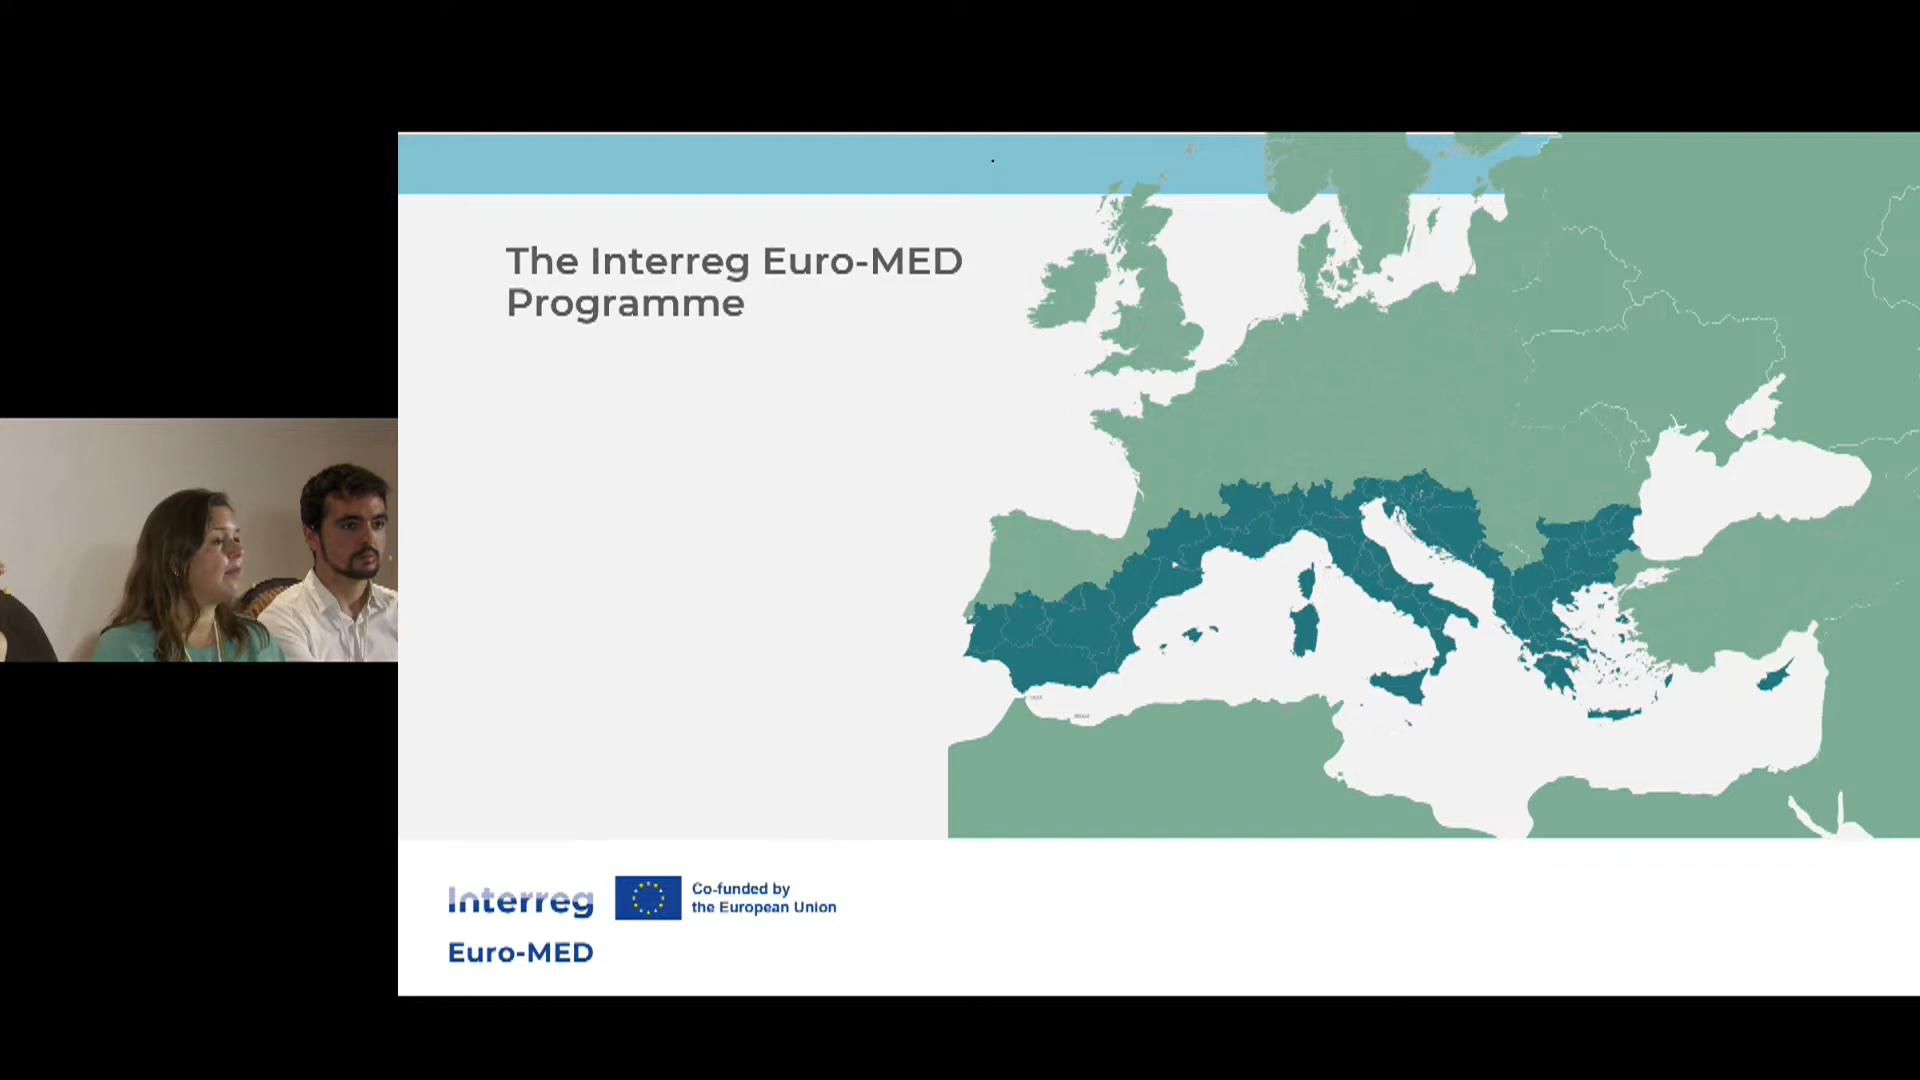 The Interreg Euro-MED
Programme
Interreg
Co-funded by
the European Union
Euro-MED